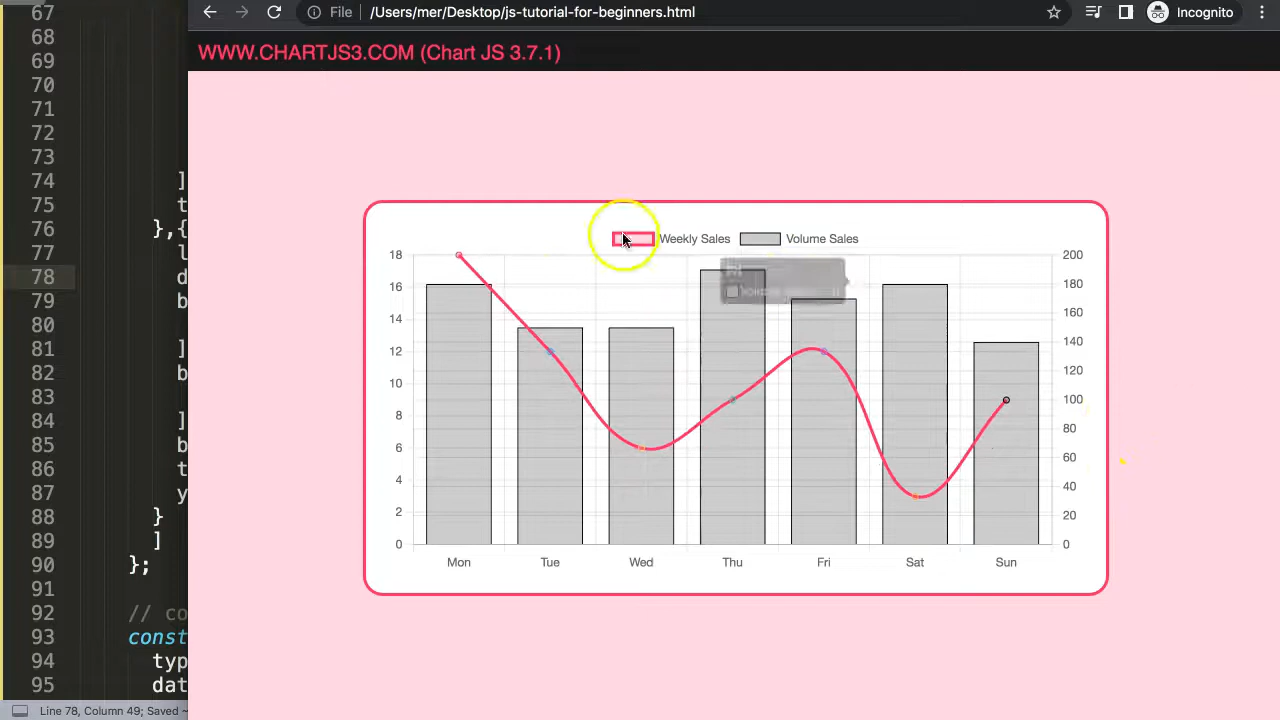 67
68
69
70
71
72
73
74 ]
75 t
76 },{
77 l
78 d
79 b
80
81 ]
82 b
83
84 ]
85 b
86 t
87 y
88 }
89 ]
90 };
91
92 // co
93 const
94 typ
95 dat
Line 78, Column 49; Saved ~
File /Users/mer/Desktop/js-tutorial-for-beginners.html Incognito
WWW.CHARTJS3.COM (Chart JS 3.7.1)
Weekly Sales Volume Sales
18 200
16 180
160
14 140
12 120
10 100
8 80
6 60
4 40
2 20
0 0
Mon Tue Wed Thu Fri Sat Sun